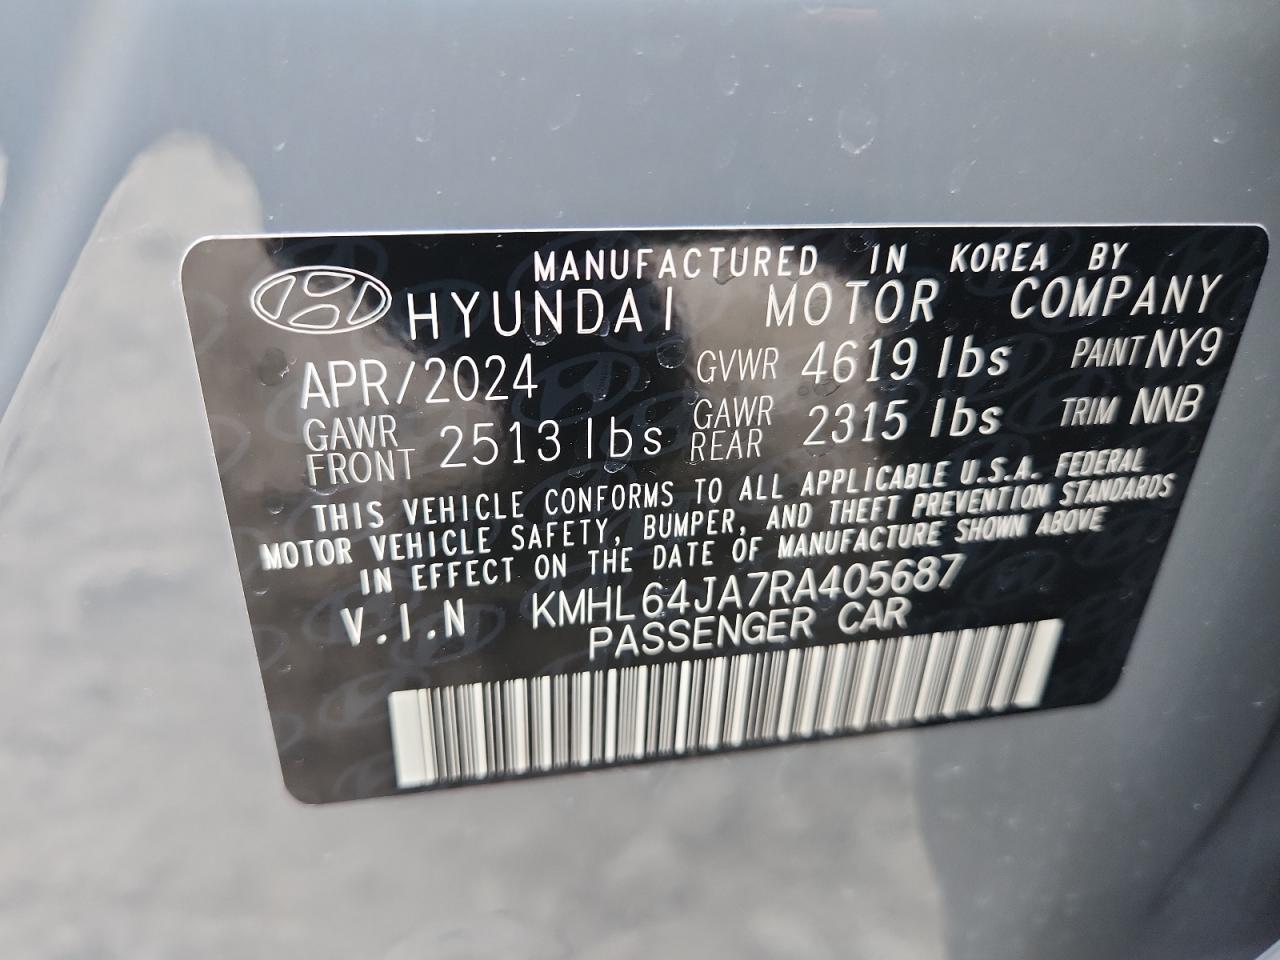 MANUFACTURED IN KOREA BY
HYUNDAI MOTOR COMPANY
APR/2024 GVWR 4619 lbs PAINT NY9
GAWR FRONT 2513 lbs GAWR REAR 2315 lbs TRIM NNB
THIS VEHICLE CONFORMS TO ALL APPLICABLE U.S.A. FEDERAL
MOTOR VEHICLE SAFETY, BUMPER, AND THEFT PREVENTION STANDARDS
IN EFFECT ON THE DATE OF MANUFACTURE SHOWN ABOVE
V.I.N KMHL64JA7RA405687
PASSENGER CAR